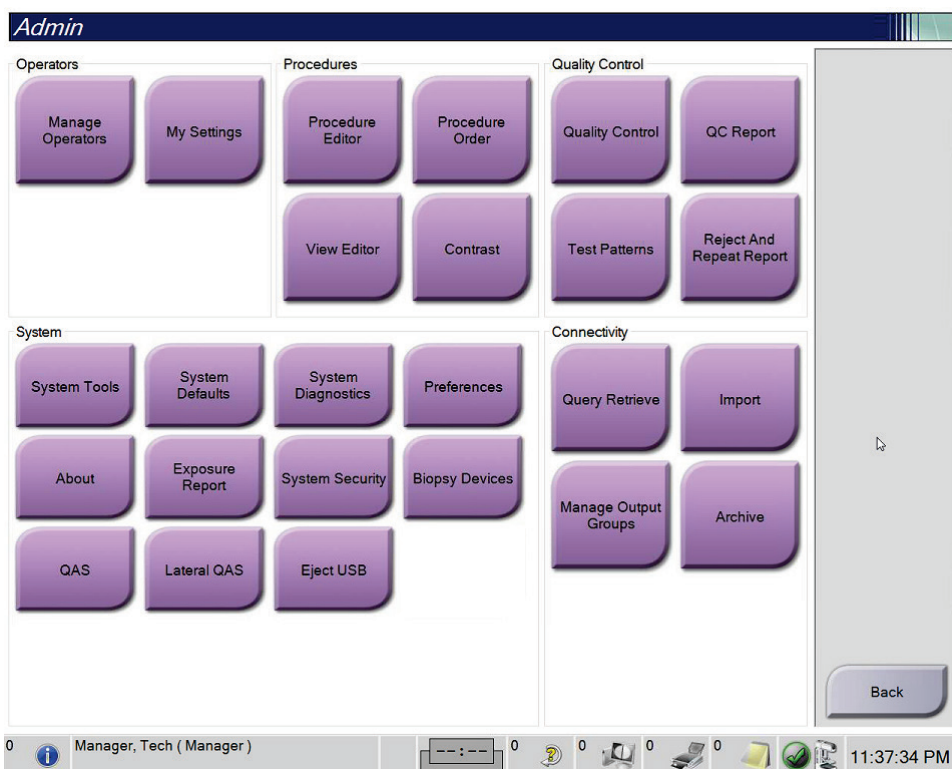 Admin
Operators
Manage
Operators
My Settings
Procedures
Procedure
Editor
Procedure
Order
View Editor
Contrast
Quality Control
Quality Control
QC Report
Test Patterns
Reject And
Repeat Report
System
System Tools
System
Defaults
System
Diagnostics
Preferences
About
Exposure
Report
System Security
Biopsy Devices
QAS
Lateral QAS
Eject USB
Connectivity
Query Retrieve
Import
Manage Output
Groups
Archive
Back
0
Manager, Tech ( Manager )
--:--
0
0
0
0
11:37:34 PM